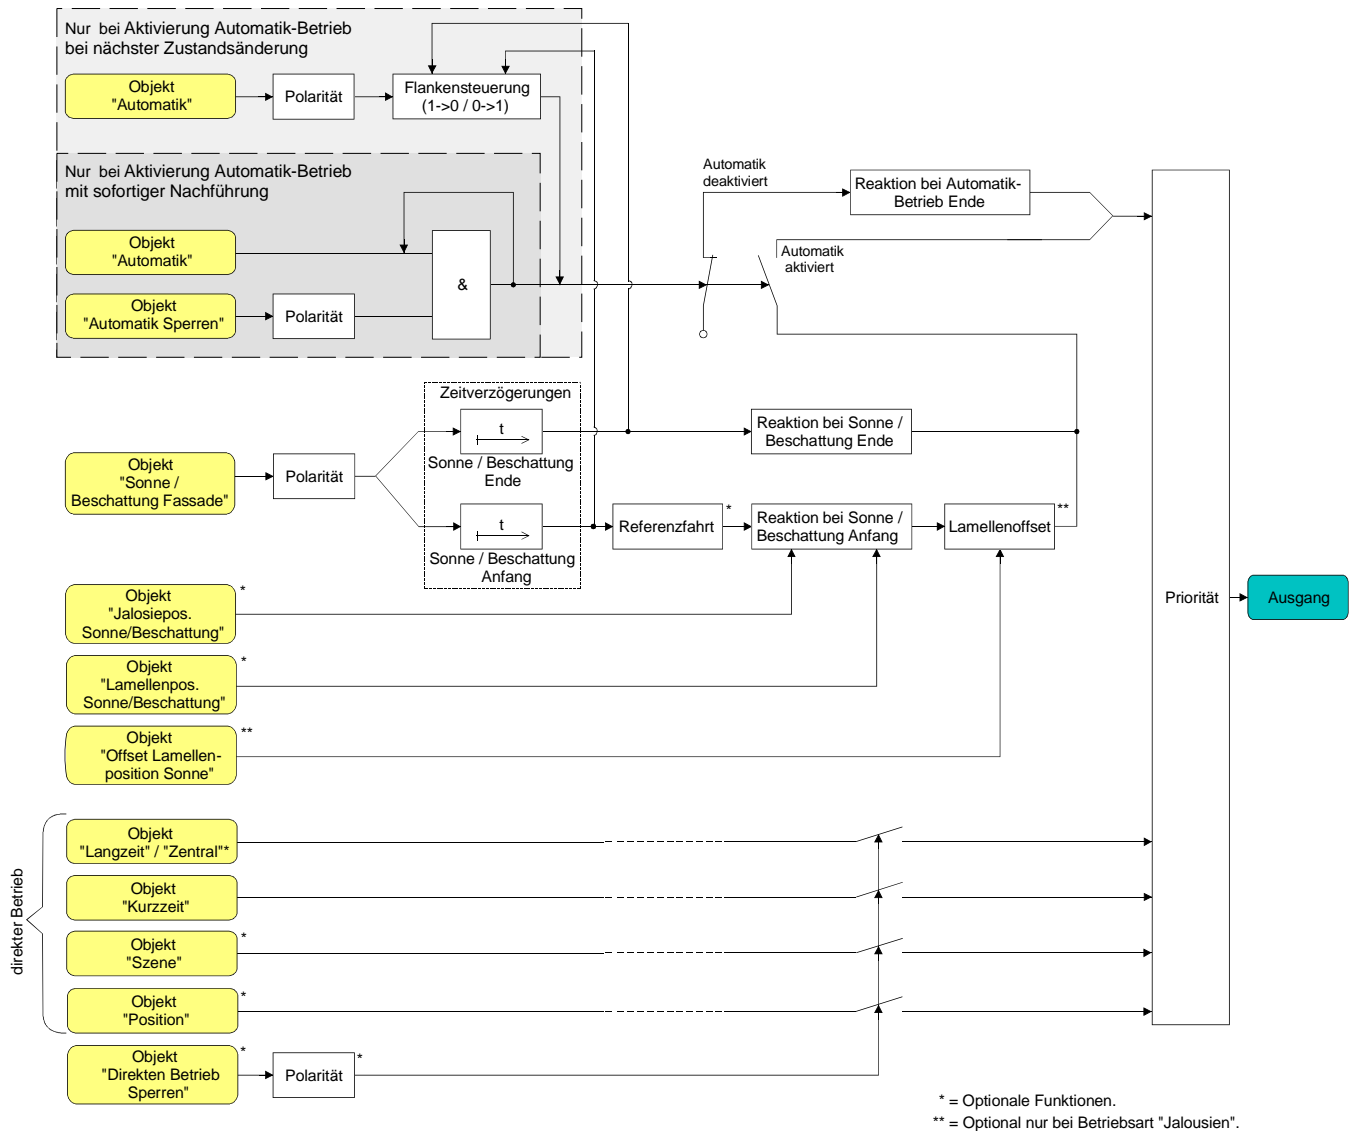 Nur bei Aktivierung Automatik-Betrieb
bei nächster Zustandsänderung
Objekt
"Automatik"
Polarität
Flankensteuerung
(1->0 / 0->1)
Nur bei Aktivierung Automatik-Betrieb
mit sofortiger Nachführung
Objekt
"Automatik"
Objekt
"Automatik Sperren"
Polarität
&
Automatik
deaktiviert
Reaktion bei Automatik-
Betrieb Ende
Automatik
aktiviert
Zeitverzögerungen
t
Sonne / Beschattung
Ende
Reaktion bei Sonne /
Beschattung Ende
Objekt
"Sonne /
Beschattung Fassade"
Polarität
t
Sonne / Beschattung
Anfang
Referenzfahrt
*
Reaktion bei Sonne /
Beschattung Anfang
Lamellenoffset
**
Objekt
"Jalosiepos.
Sonne/Beschattung"
*
Objekt
"Lamellenpos.
Sonne/Beschattung"
*
Objekt
"Offset Lamellen-
position Sonne"
**
Priorität
Ausgang
direkter Betrieb
Objekt
"Langzeit" / "Zentral"*
Objekt
"Kurzzeit"
Objekt
"Szene"
*
Objekt
"Position"
*
Objekt
"Direkten Betrieb
Sperren"
*
Polarität
*
* = Optionale Funktionen.
** = Optional nur bei Betriebsart "Jalousien".